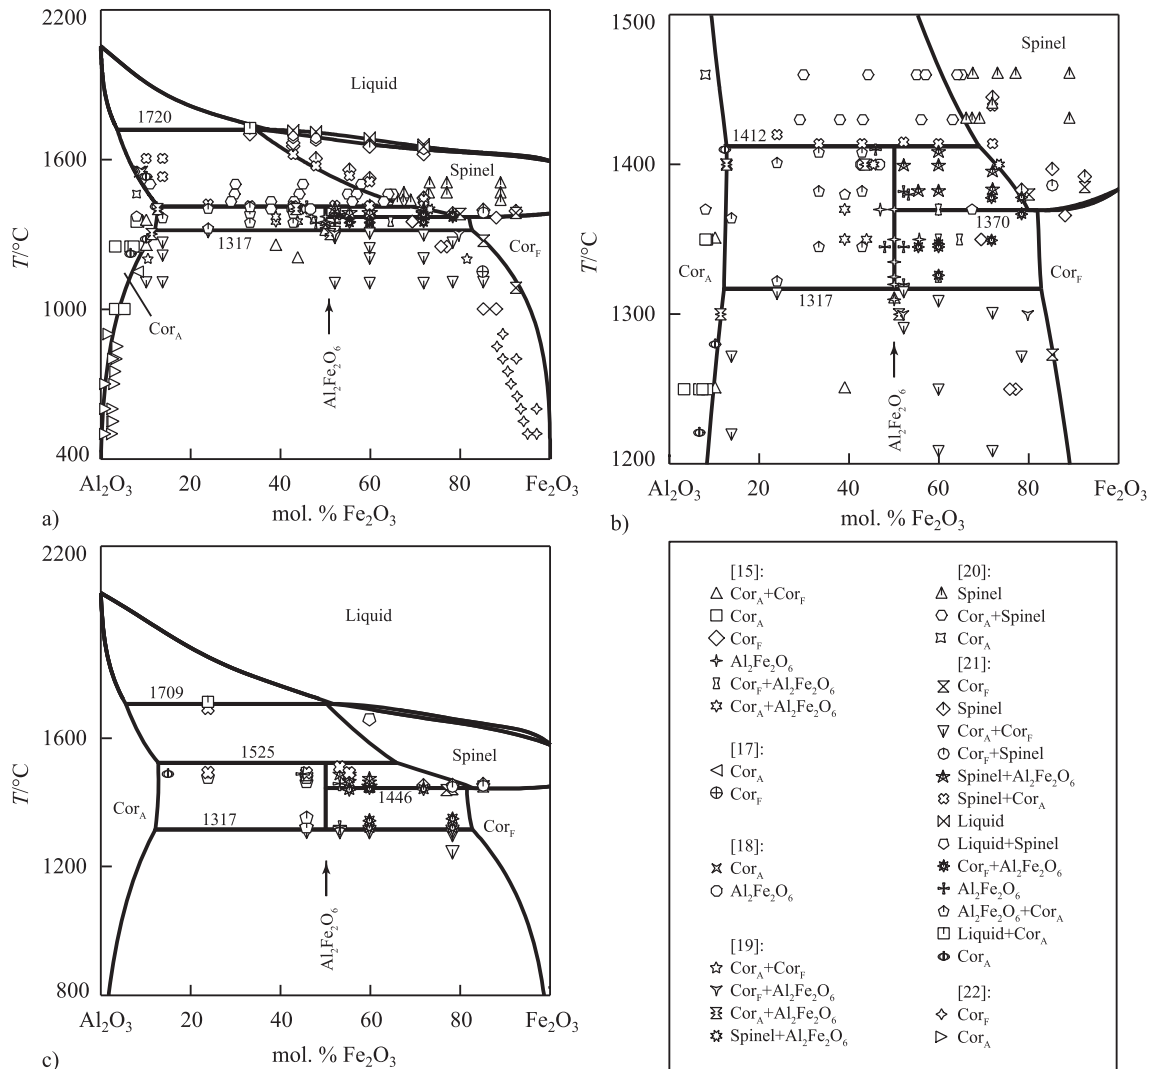 2200
1600
1000
400
T/°C
Liquid
1720
Spinel
1317
Cor_F
Cor_A
Al₂Fe₂O₆
Al₂O₃ 20 40 60 80 Fe₂O₃
mol. % Fe₂O₃
a)
1500
1400
1300
1200
T/°C
Spinel
1412
1370
Cor_A
Cor_F
1317
Al₂Fe₂O₆
Al₂O₃ 20 40 60 80 Fe₂O₃
mol. % Fe₂O₃
b)
2200
1600
1200
800
T/°C
Liquid
1709
1525
Spinel
1446
Cor_A
1317
Cor_F
Al₂Fe₂O₆
Al₂O₃ 20 40 60 80 Fe₂O₃
mol. % Fe₂O₃
c)
[15]:
Cor_A+Cor_F
Cor_A
Cor_F
Al₂Fe₂O₆
Cor_F+Al₂Fe₂O₆
Cor_A+Al₂Fe₂O₆
[17]:
Cor_A
Cor_F
[18]:
Cor_A
Al₂Fe₂O₆
[19]:
Cor_A+Cor_F
Cor_F+Al₂Fe₂O₆
Cor_A+Al₂Fe₂O₆
Spinel+Al₂Fe₂O₆
[20]:
Spinel
Cor_A+Spinel
Cor_A
[21]:
Cor_F
Spinel
Cor_A+Cor_F
Cor_F+Spinel
Spinel+Al₂Fe₂O₆
Spinel+Cor_A
Liquid
Liquid+Spinel
Cor_F+Al₂Fe₂O₆
Al₂Fe₂O₆
Al₂Fe₂O₆+Cor_A
Liquid+Cor_A
Cor_A
[22]:
Cor_F
Cor_A